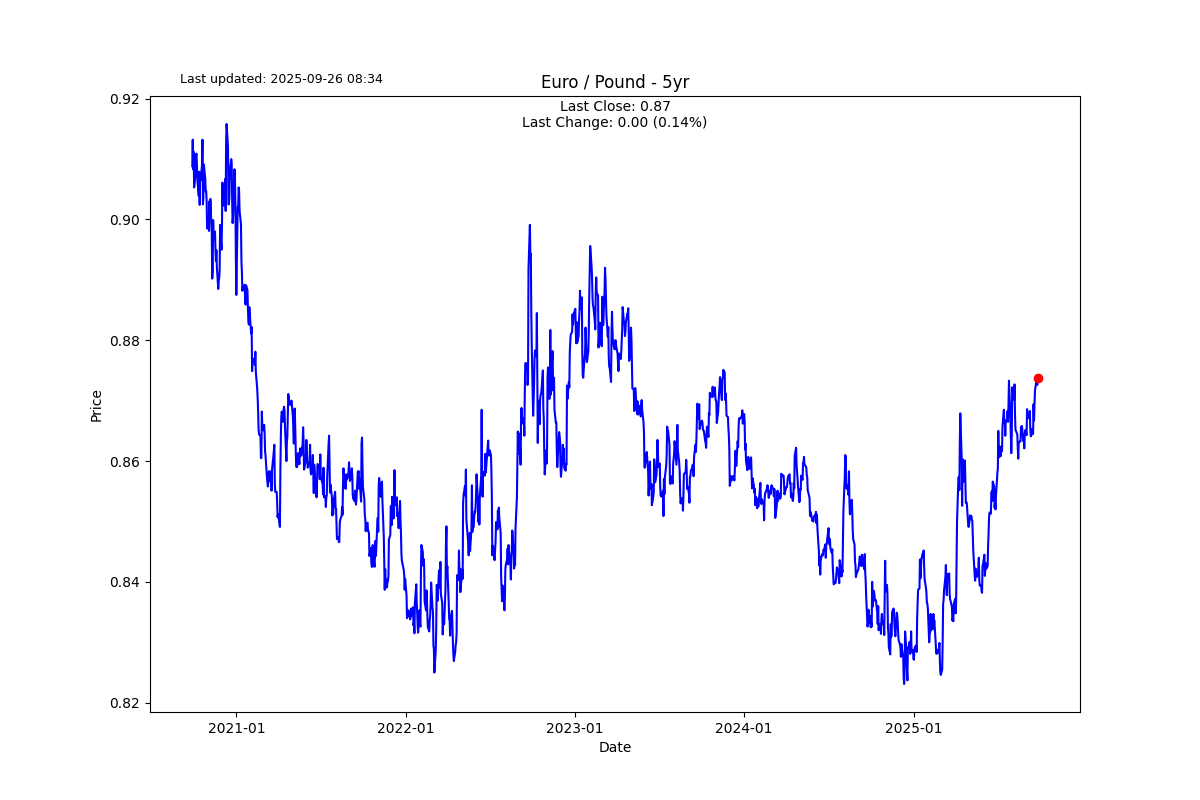 Last updated: 2025-09-26 08:34
Euro / Pound - 5yr
Last Close: 0.87
Last Change: 0.00 (0.14%)
0.92
0.90
0.88
0.86
0.84
0.82
Price
2021-01
2022-01
2023-01
2024-01
2025-01
Date